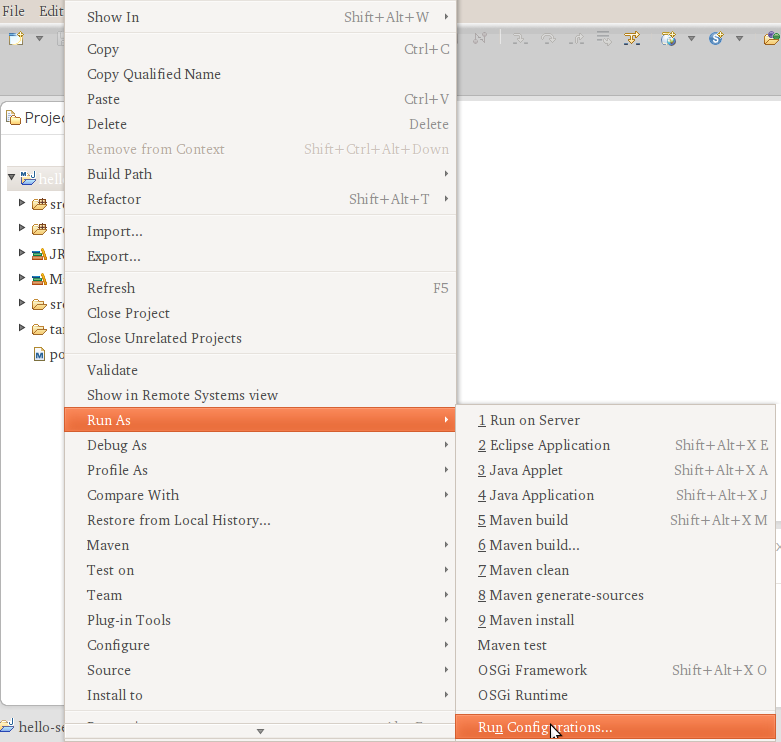 File Edit
Show In Shift+Alt+W
Copy Ctrl+C
Copy Qualified Name
Paste Ctrl+V
Delete Delete
Remove from Context Shift+Ctrl+Alt+Down
Build Path
Refactor Shift+Alt+T
Import...
Export...
Refresh F5
Close Project
Close Unrelated Projects
Validate
Show in Remote Systems view
Run As
Debug As
Profile As
Compare With
Restore from Local History...
Maven
Test on
Team
Plug-in Tools
Configure
Source
Install to
1 Run on Server
2 Eclipse Application Shift+Alt+X E
3 Java Applet Shift+Alt+X A
4 Java Application Shift+Alt+X J
5 Maven build Shift+Alt+X M
6 Maven build...
7 Maven clean
8 Maven generate-sources
9 Maven install
Maven test
OSGi Framework Shift+Alt+X O
OSGi Runtime
Run Configurations...
Projec
hell
src
src
JR
M
src
tar
po
hello-se